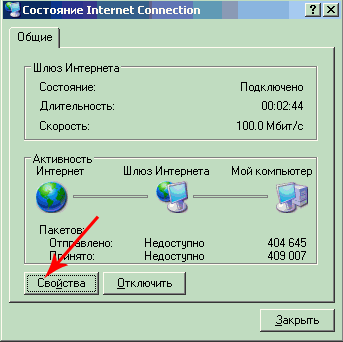 Состояние Internet Connection
Общие
Шлюз Интернета
Состояние: Подключено
Длительность: 00:02:44
Скорость: 100.0 Мбит/с
Активность
Интернет Шлюз Интернета Мой компьютер
Пакетов:
Отправлено: Недоступно 404 645
Принято: Недоступно 409 007
Свойства Отключить
Закрыть